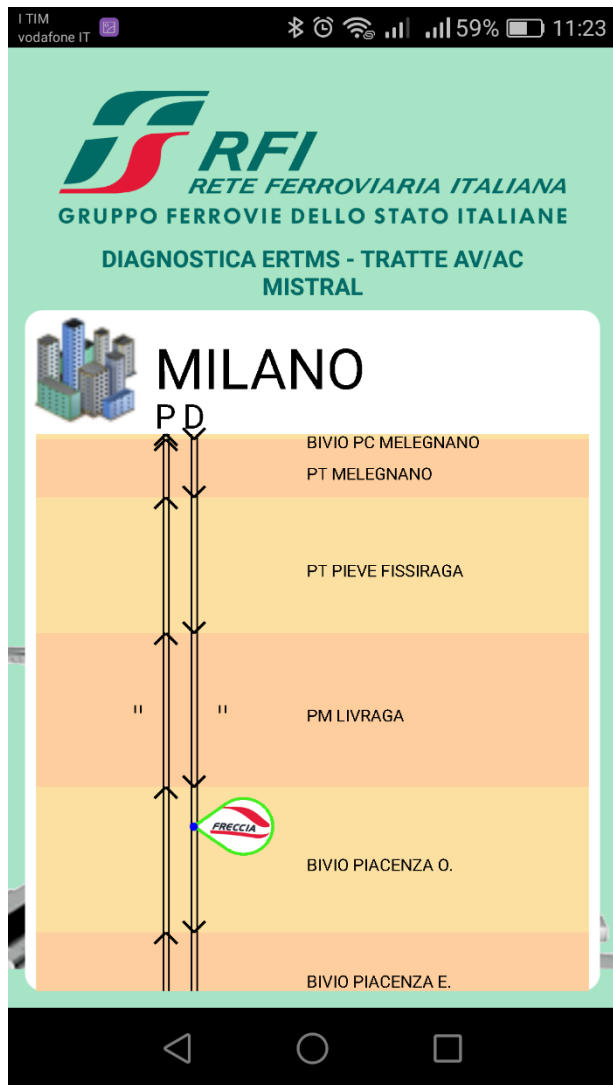 I TIM
vodafone IT
59% 11:23
RFI
RETE FERROVIARIA ITALIANA
GRUPPO FERROVIE DELLO STATO ITALIANE
DIAGNOSTICA ERTMS - TRATTE AV/AC
MISTRAL
MILANO
P D
BIVIO PC MELEGNANO
PT MELEGNANO
PT PIEVE FISSIRAGA
" "
PM LIVRAGA
FRECCIA
BIVIO PIACENZA O.
BIVIO PIACENZA E.